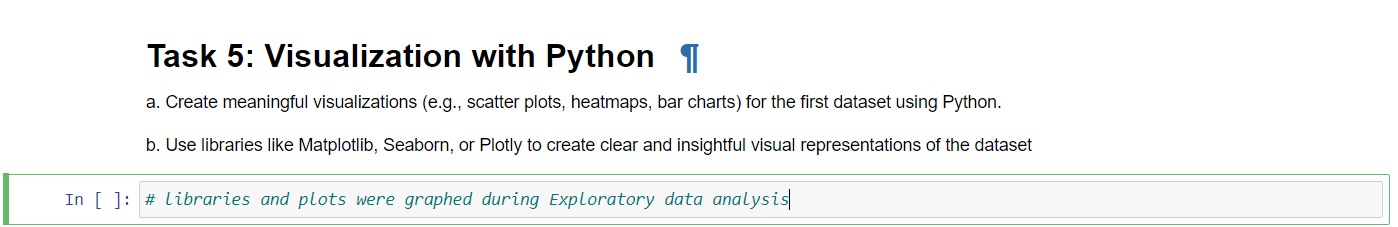 Task 5: Visualization with Python ¶
a. Create meaningful visualizations (e.g., scatter plots, heatmaps, bar charts) for the first dataset using Python.
b. Use libraries like Matplotlib, Seaborn, or Plotly to create clear and insightful visual representations of the dataset
In [ ]: # libraries and plots were graphed during Exploratory data analysis